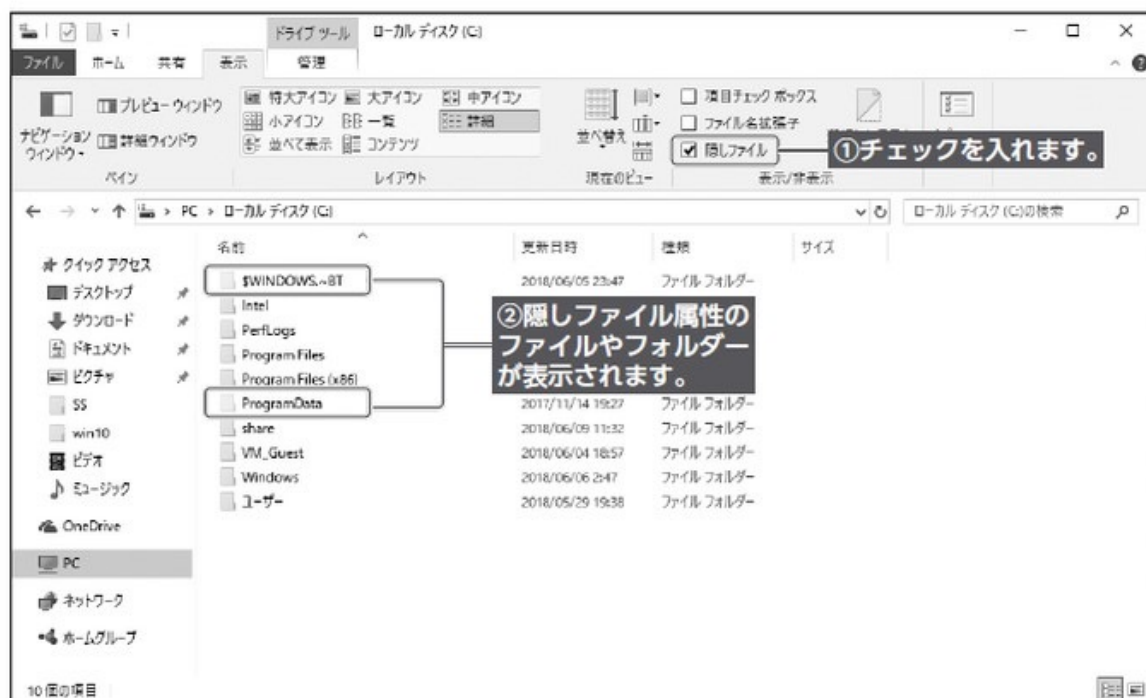 ドライブ ツール
ローカル ディスク (C:)
ファイル
ホーム
共有
表示
管理
ナビゲーション
ウィンドウ
プレビュー ウィンドウ
詳細ウィンドウ
ペイン
特大アイコン
大アイコン
中アイコン
小アイコン
一覧
詳細
並べて表示
コンテンツ
レイアウト
並べ替え
現在のビュー
項目チェック ボックス
ファイル名拡張子
隠しファイル
表示/非表示
①チェックを入れます。
PC
ローカル ディスク (C:)
ローカル ディスク (C:)の検索
クイック アクセス
デスクトップ
ダウンロード
ドキュメント
ピクチャ
SS
win10
ビデオ
ミュージック
OneDrive
PC
ネットワーク
ホームグループ
名前 更新日時 種類 サイズ
$WINDOWS.~BT 2018/06/05 23:47 ファイル フォルダー
Intel
PerfLogs
Program Files
Program Files (x86)
ProgramData 2017/11/14 19:27 ファイル フォルダー
share 2018/06/09 11:32 ファイル フォルダー
VM_Guest 2018/06/04 18:57 ファイル フォルダー
Windows 2018/06/06 2:47 ファイル フォルダー
ユーザー 2018/05/29 19:38 ファイル フォルダー
②隠しファイル属性の
ファイルやフォルダー
が表示されます。
10 個の項目